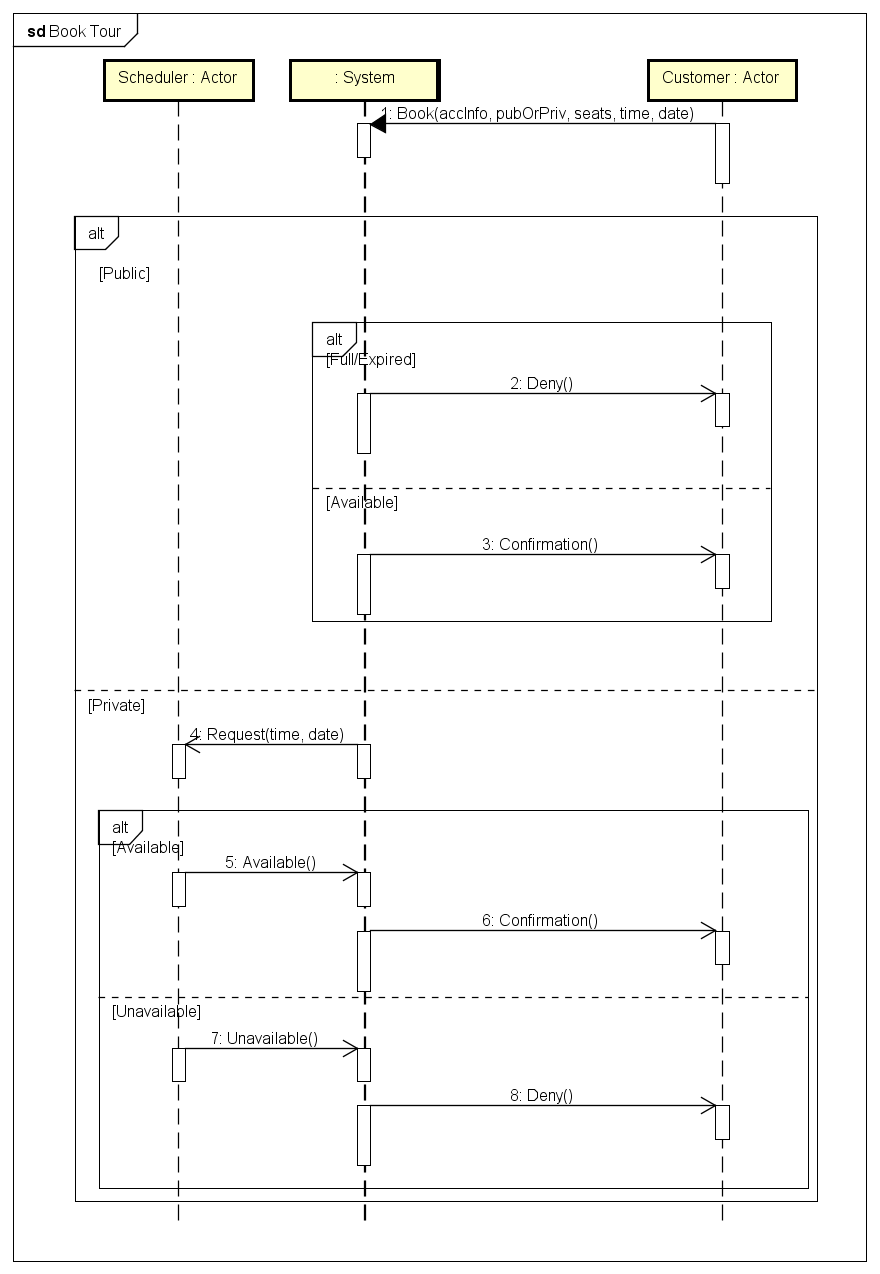 sd Book Tour
Scheduler : Actor
: System
Customer : Actor
1: Book(accInfo, pubOrPriv, seats, time, date)
alt
[Public]
alt
[Full/Expired]
2: Deny()
[Available]
3: Confirmation()
[Private]
4: Request(time, date)
alt
[Available]
5: Available()
6: Confirmation()
[Unavailable]
7: Unavailable()
8: Deny()